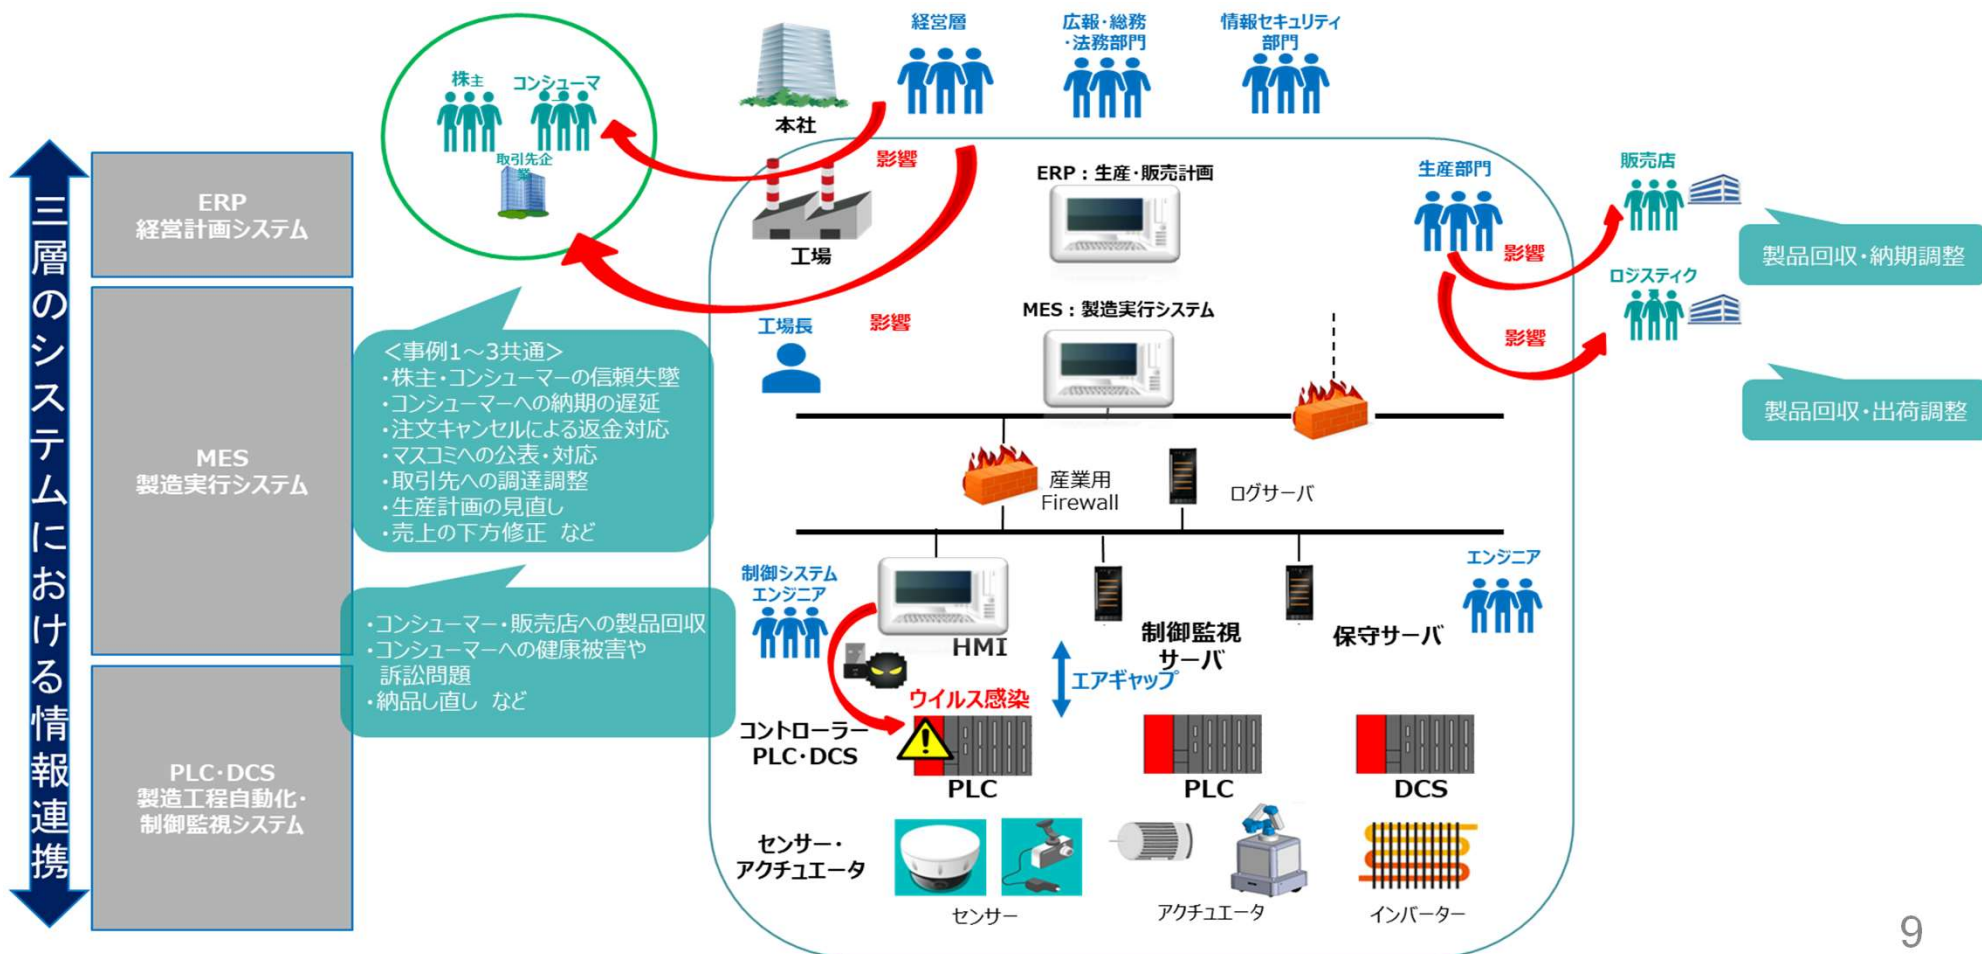 三層のシステムにおける情報連携
ERP
経営計画システム
MES
製造実行システム
PLC・DCS
製造工程自動化・
制御監視システム
株主
コンシューマ
ー
取引先企
業
<事例1~3共通>
・株主・コンシューマーの信頼失墜
・コンシューマーへの納期の遅延
・注文キャンセルによる返金対応
・マスコミへの公表・対応
・取引先への調達調整
・生産計画の見直し
・売上の下方修正 など
・コンシューマー・販売店への製品回収
・コンシューマーへの健康被害や
訴訟問題
・納品し直し など
本社
経営層
広報・総務
・法務部門
情報セキュリティ
部門
影響
工場
影響
工場長
ERP:生産・販売計画
MES:製造実行システム
生産部門
影響
影響
販売店
ロジスティク
製品回収・納期調整
製品回収・出荷調整
産業用
Firewall
ログサーバ
制御システム
エンジニア
HMI
制御監視
サーバ
保守サーバ
エンジニア
エアギャップ
ウイルス感染
コントローラー
PLC・DCS
PLC
PLC
DCS
センサー・
アクチュエータ
センサー
アクチュエータ
インバーター
9